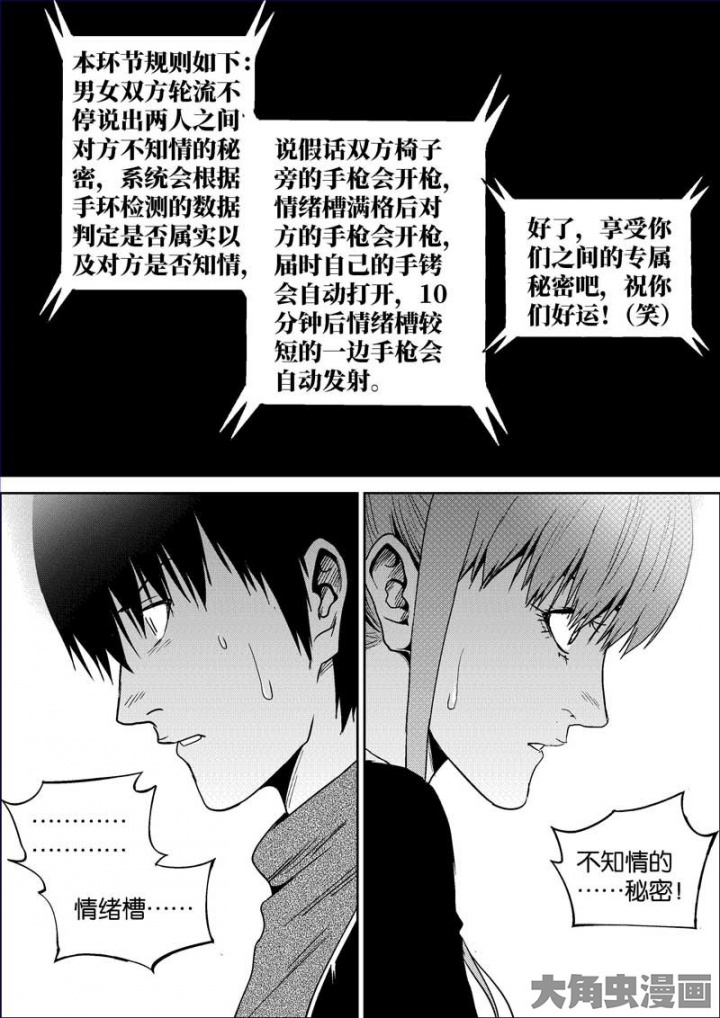 本环节规则如下：
男女双方轮流不
停说出两人之间
对方不知情的秘
密，系统会根据
手环检测的数据
判定是否属实以
及对方是否知情，
说假话双方椅子
旁的手枪会开枪，
情绪槽满格后对
方的手枪会开枪，
届时自己的手铐
会自动打开，10
分钟后情绪槽较
短的一边手枪会
自动发射。
好了，享受你
们之间的专属
秘密吧，祝你
们好运！（笑）
…………
…………
情绪槽……
不知情的
……秘密！
大角虫漫画